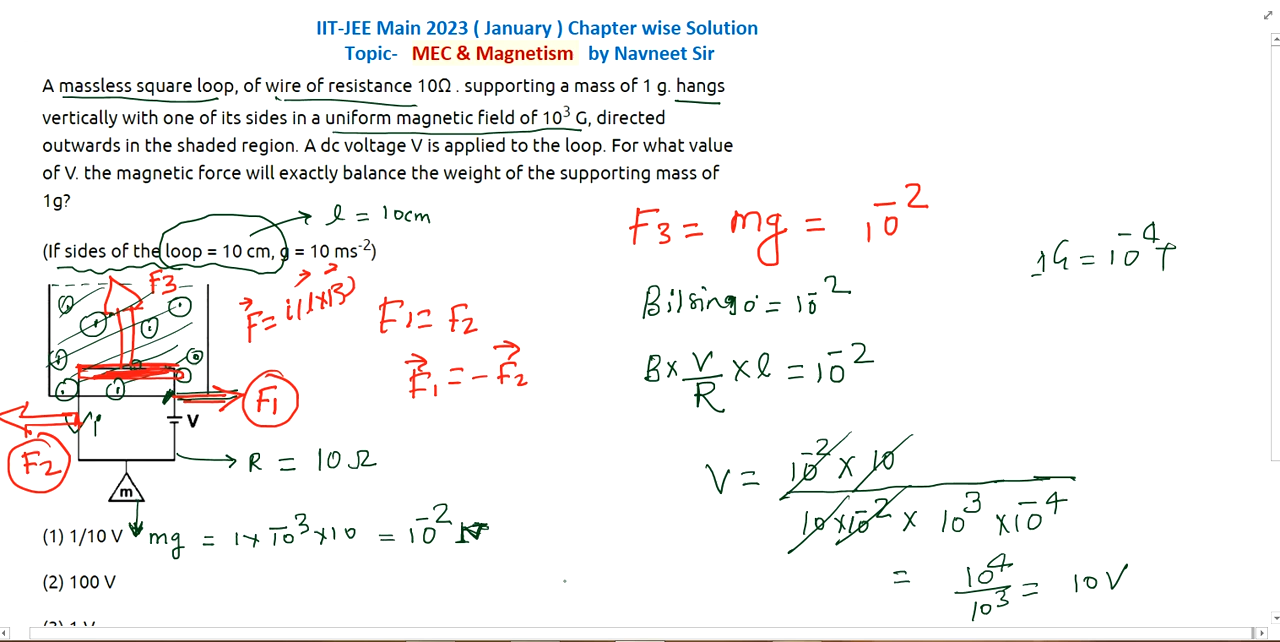 IIT-JEE Main 2023 ( January ) Chapter wise Solution
Topic- MEC & Magnetism by Navneet Sir
A massless square loop, of wire of resistance 10Ω . supporting a mass of 1 g. hangs
vertically with one of its sides in a uniform magnetic field of 10³ G, directed
outwards in the shaded region. A dc voltage V is applied to the loop. For what value
of V. the magnetic force will exactly balance the weight of the supporting mass of
1g?
l = 10cm
(If sides of the loop = 10 cm, g = 10 ms⁻²)
F3
F⃗ = i(l⃗×B⃗)
F1 = F2
F⃗1 = -F⃗2
F1
F2
i
V
R = 10Ω
m
(1) 1/10 V
mg = 1×10⁻³×10 = 10⁻² N
(2) 100 V
(3) 1 V
F3 = mg = 10⁻²
1G = 10⁻⁴T
Bilsin90° = 10⁻²
B × V/R × l = 10⁻²
V = 10⁻² × 10 / 10×10⁻² × 10³ × 10⁻⁴
= 10⁴/10³ = 10V